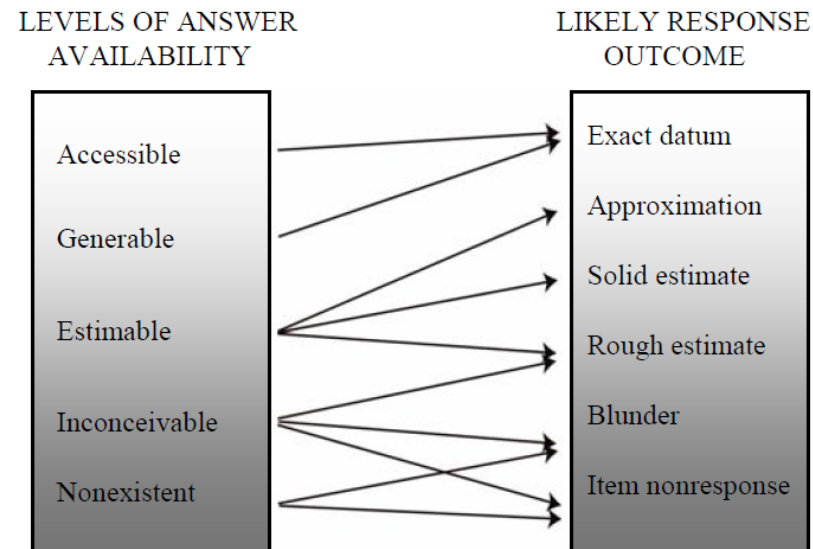 LEVELS OF ANSWER
AVAILABILITY
Accessible
Generable
Estimable
Inconceivable
Nonexistent
LIKELY RESPONSE
OUTCOME
Exact datum
Approximation
Solid estimate
Rough estimate
Blunder
Item nonresponse